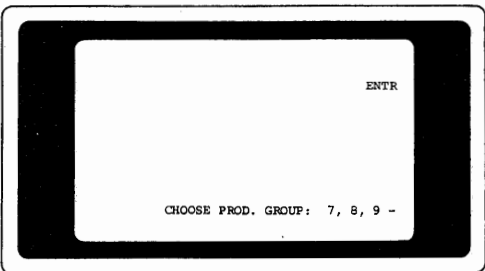 ENTR
CHOOSE PROD. GROUP: 7, 8, 9 -